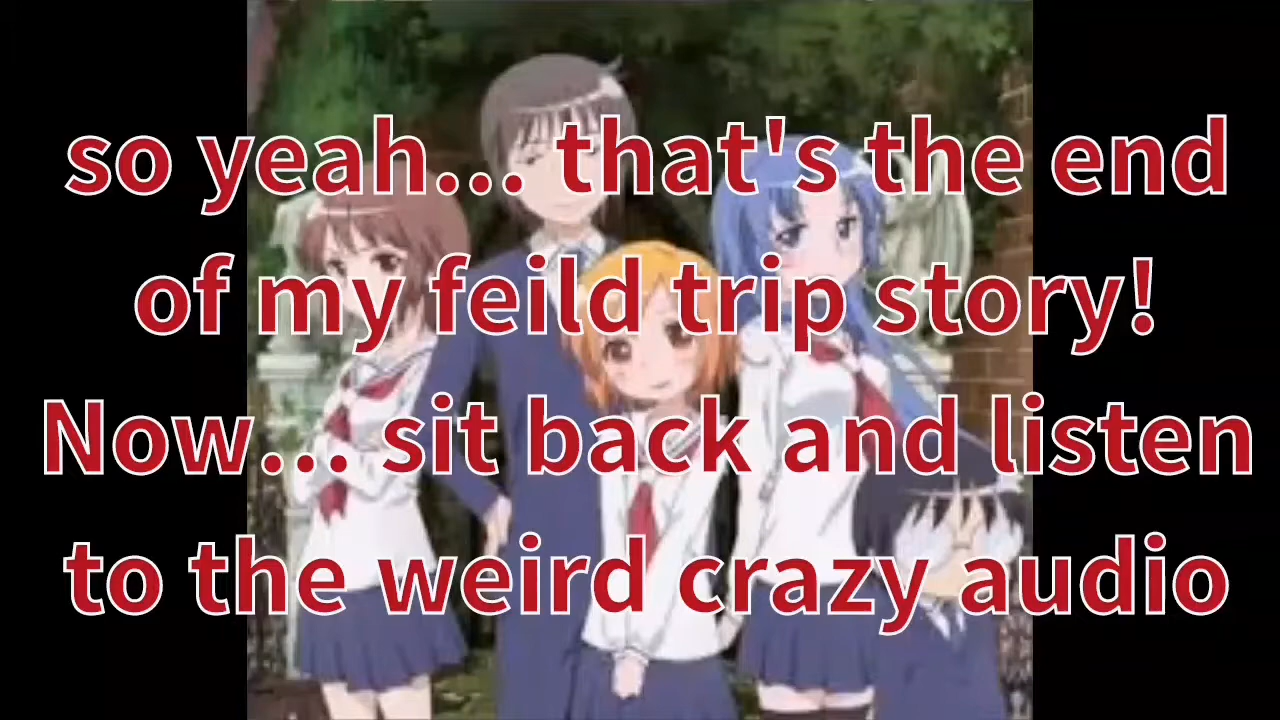 so yeah... that's the end
of my feild trip story!
Now... sit back and listen
to the weird crazy audio